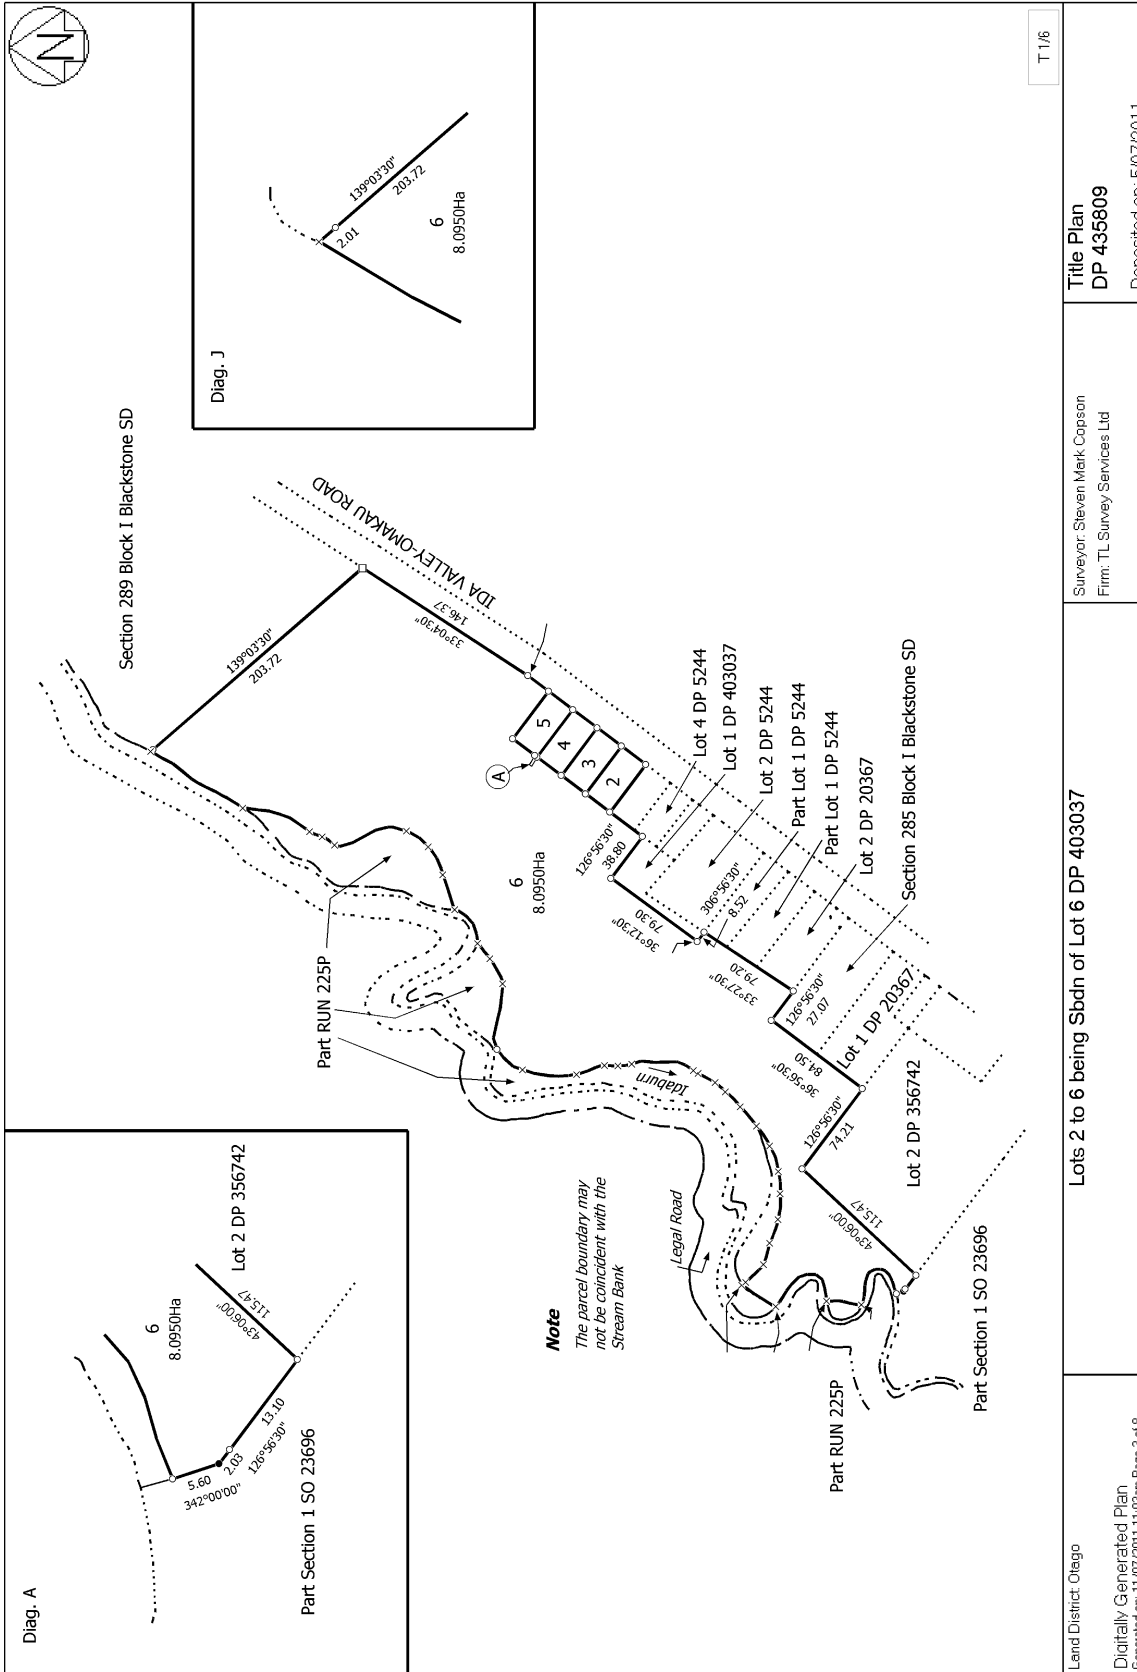 Diag. A
Lot 2 DP 356742
6
8.0950Ha
43°06'00"
115.47
5.60
342°00'00"
2.03
126°56'30"
13.10
Part Section 1 SO 23696
Diag. J
139°03'30"
203.72
2.01
6
8.0950Ha
N
Section 289 Block I Blackstone SD
139°03'30"
203.72
IDA VALLEY-OMAKAU ROAD
146.37
33°04'30"
Part RUN 225P
6
8.0950Ha
A
5
4
3
2
126°56'30"
38.80
Lot 4 DP 5244
Lot 1 DP 403037
Lot 2 DP 5244
Part Lot 1 DP 5244
Part Lot 1 DP 5244
Lot 2 DP 20367
Section 285 Block I Blackstone SD
79.30
36°12'30"
306°56'30"
8.52
79.20
33°27'30"
126°56'30"
27.07
84.50
36°56'30"
Lot 1 DP 20367
126°56'30"
74.21
Lot 2 DP 356742
115.47
43°06'00"
Idaburn
Legal Road
Note
The parcel boundary may
not be coincident with the
Stream Bank
Part RUN 225P
Part Section 1 SO 23696
T 1/6
Land District: Otago
Digitally Generated Plan
Lots 2 to 6 being Sbdn of Lot 6 DP 403037
Surveyor: Steven Mark Copson
Firm: TL Survey Services Ltd
Title Plan
DP 435809
Deposited on: 5/07/2011